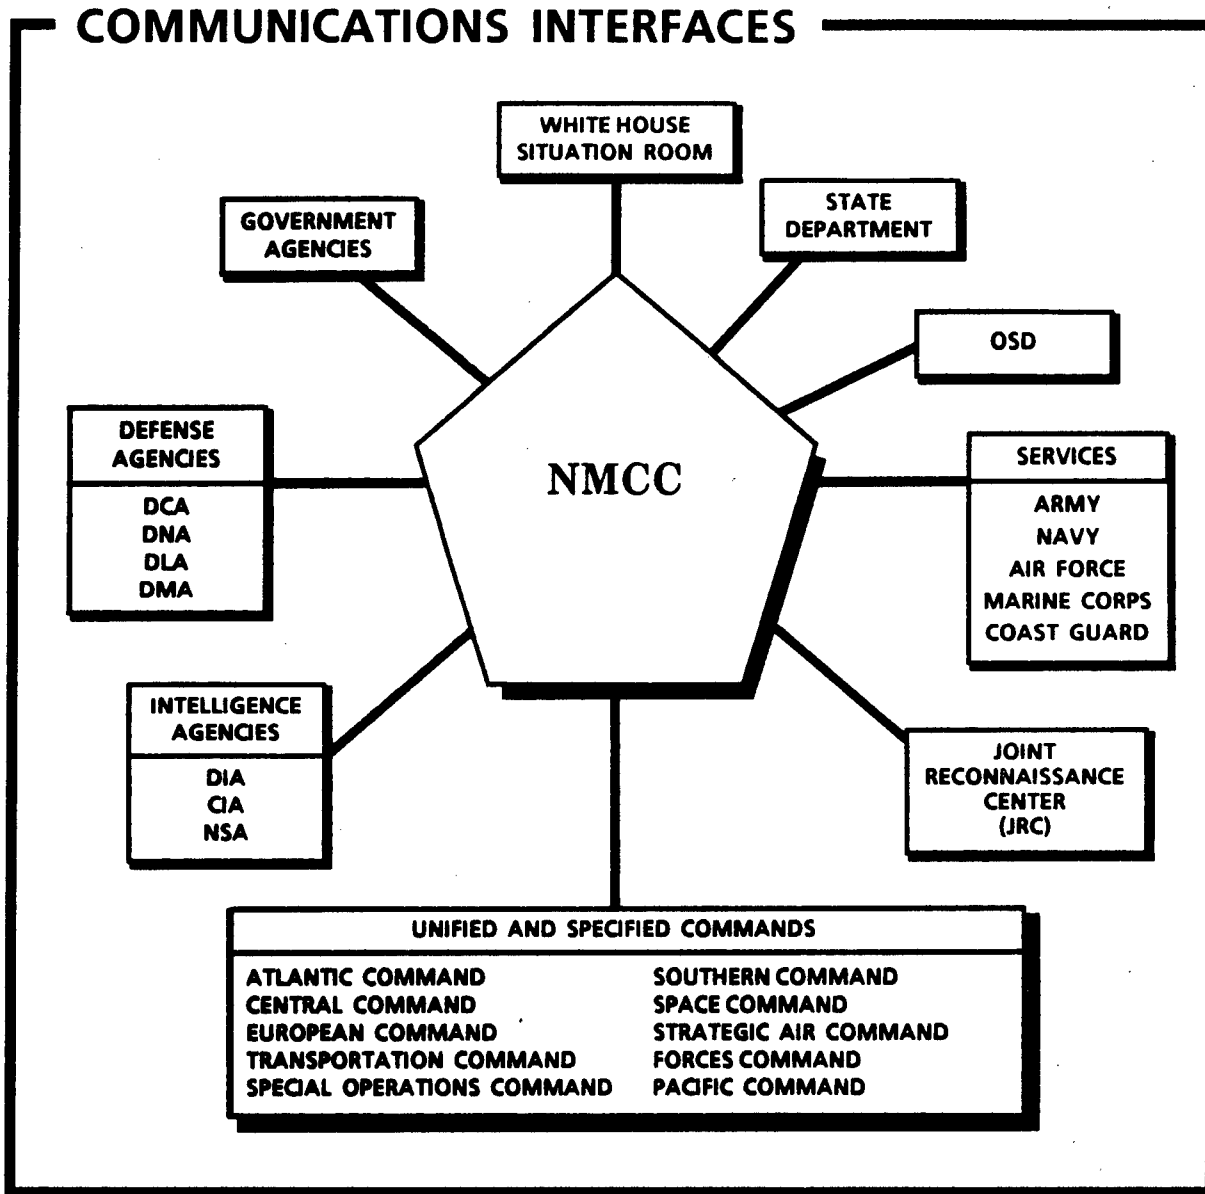 COMMUNICATIONS INTERFACES
WHITE HOUSE
SITUATION ROOM
STATE
DEPARTMENT
GOVERNMENT
AGENCIES
OSD
NMCC
DEFENSE
AGENCIES
DCA
DNA
DLA
DMA
SERVICES
ARMY
NAVY
AIR FORCE
MARINE CORPS
COAST GUARD
INTELLIGENCE
AGENCIES
DIA
CIA
NSA
JOINT
RECONNAISSANCE
CENTER
(JRC)
UNIFIED AND SPECIFIED COMMANDS
ATLANTIC COMMAND
CENTRAL COMMAND
EUROPEAN COMMAND
TRANSPORTATION COMMAND
SPECIAL OPERATIONS COMMAND
SOUTHERN COMMAND
SPACE COMMAND
STRATEGIC AIR COMMAND
FORCES COMMAND
PACIFIC COMMAND